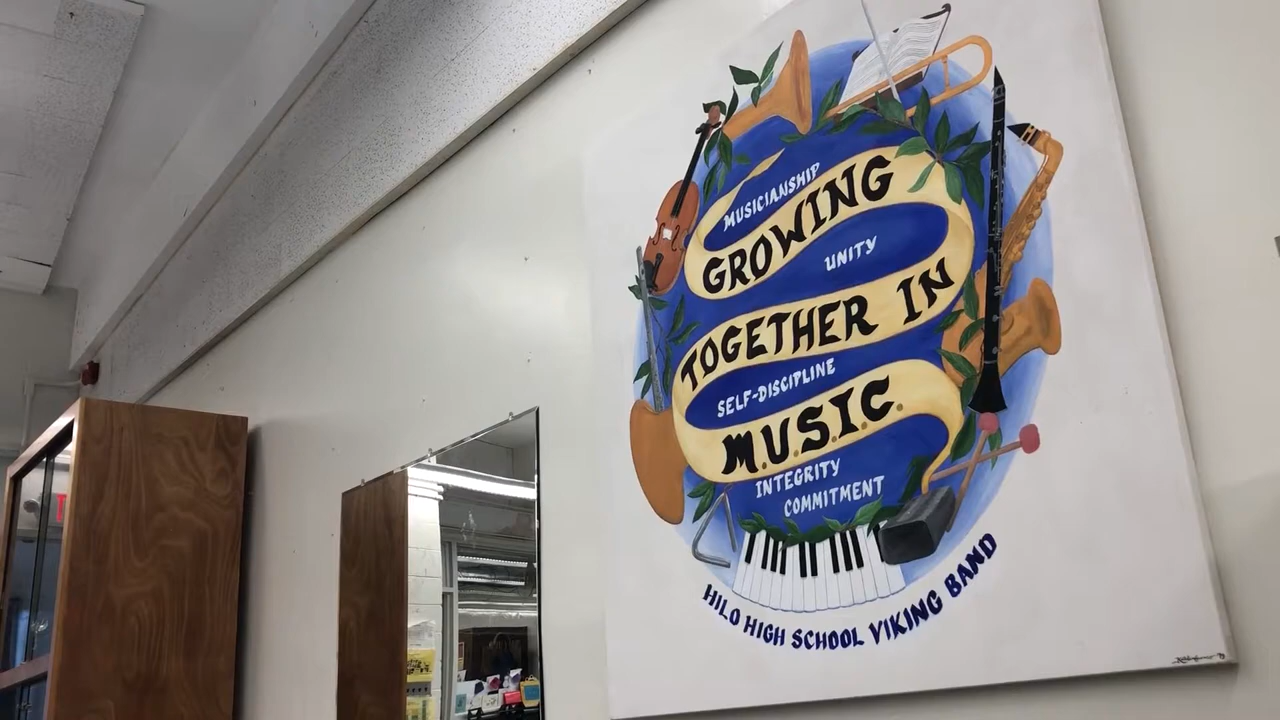 MUSICIANSHIP
GROWING
UNITY
TOGETHER IN
SELF-DISCIPLINE
M.U.S.I.C.
INTEGRITY
COMMITMENT
HILO HIGH SCHOOL VIKING BAND